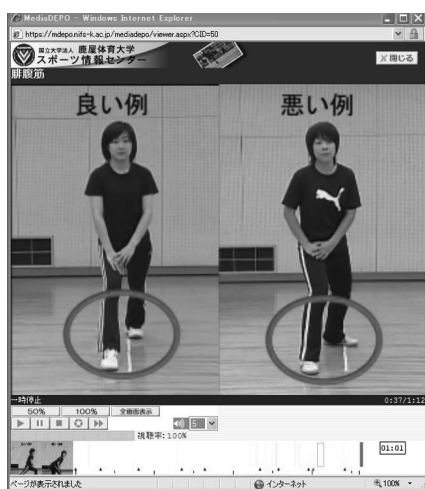 MediaDEPO - Windows Internet Explorer
https://mdepo.nifs-k.ac.jp/mediadepo/viewer.aspx?CID=50
国立大学法人 鹿屋体育大学
スポーツ情報センター
閉じる
腓腹筋
良い例 悪い例
PUMA
一時停止 0:37/1:12
50% 100% 全画面表示
5
視聴率:100%
01:01
ページが表示されました インターネット 100%